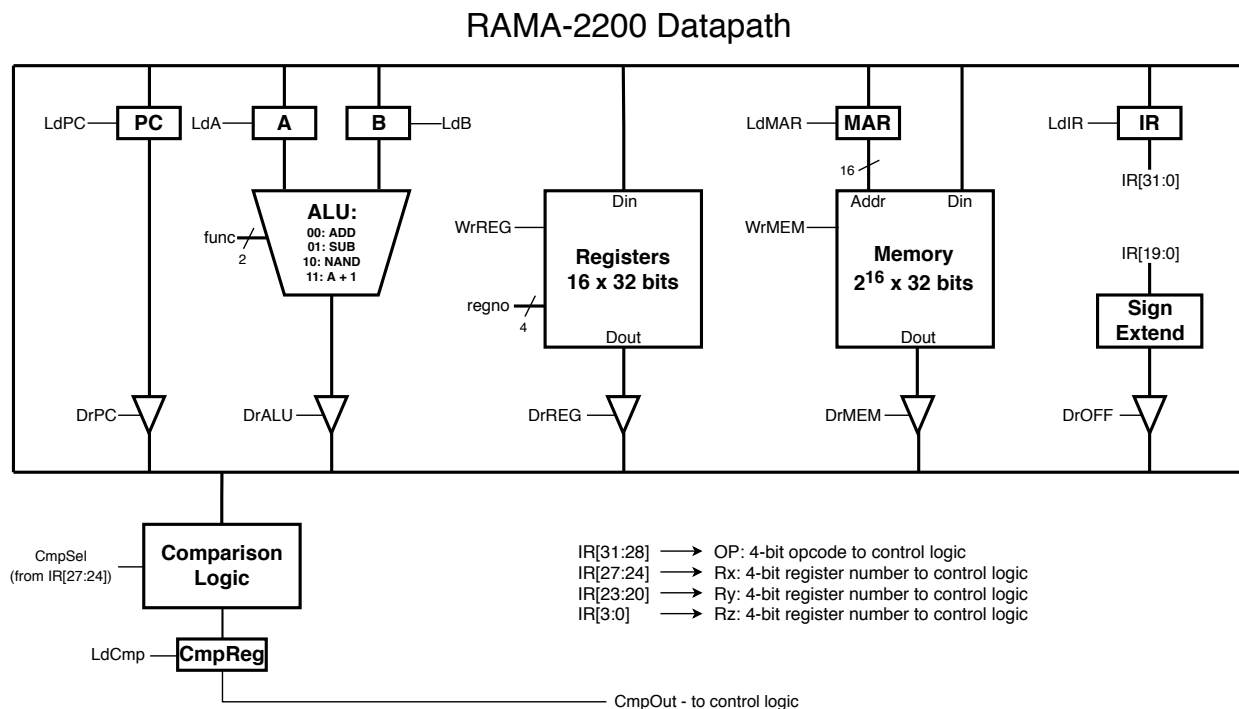 RAMA-2200 Datapath
LdPC
PC
LdA
A
B
LdB
LdMAR
MAR
LdIR
IR
16
IR[31:0]
ALU:
00: ADD
01: SUB
10: NAND
11: A + 1
func
2
Din
WrREG
Registers
16 x 32 bits
regno
4
Dout
Addr
Din
WrMEM
Memory
2^16 x 32 bits
Dout
IR[19:0]
Sign
Extend
DrPC
DrALU
DrREG
DrMEM
DrOFF
CmpSel
(from IR[27:24])
Comparison
Logic
LdCmp
CmpReg
IR[31:28] → OP: 4-bit opcode to control logic
IR[27:24] → Rx: 4-bit register number to control logic
IR[23:20] → Ry: 4-bit register number to control logic
IR[3:0] → Rz: 4-bit register number to control logic
CmpOut - to control logic